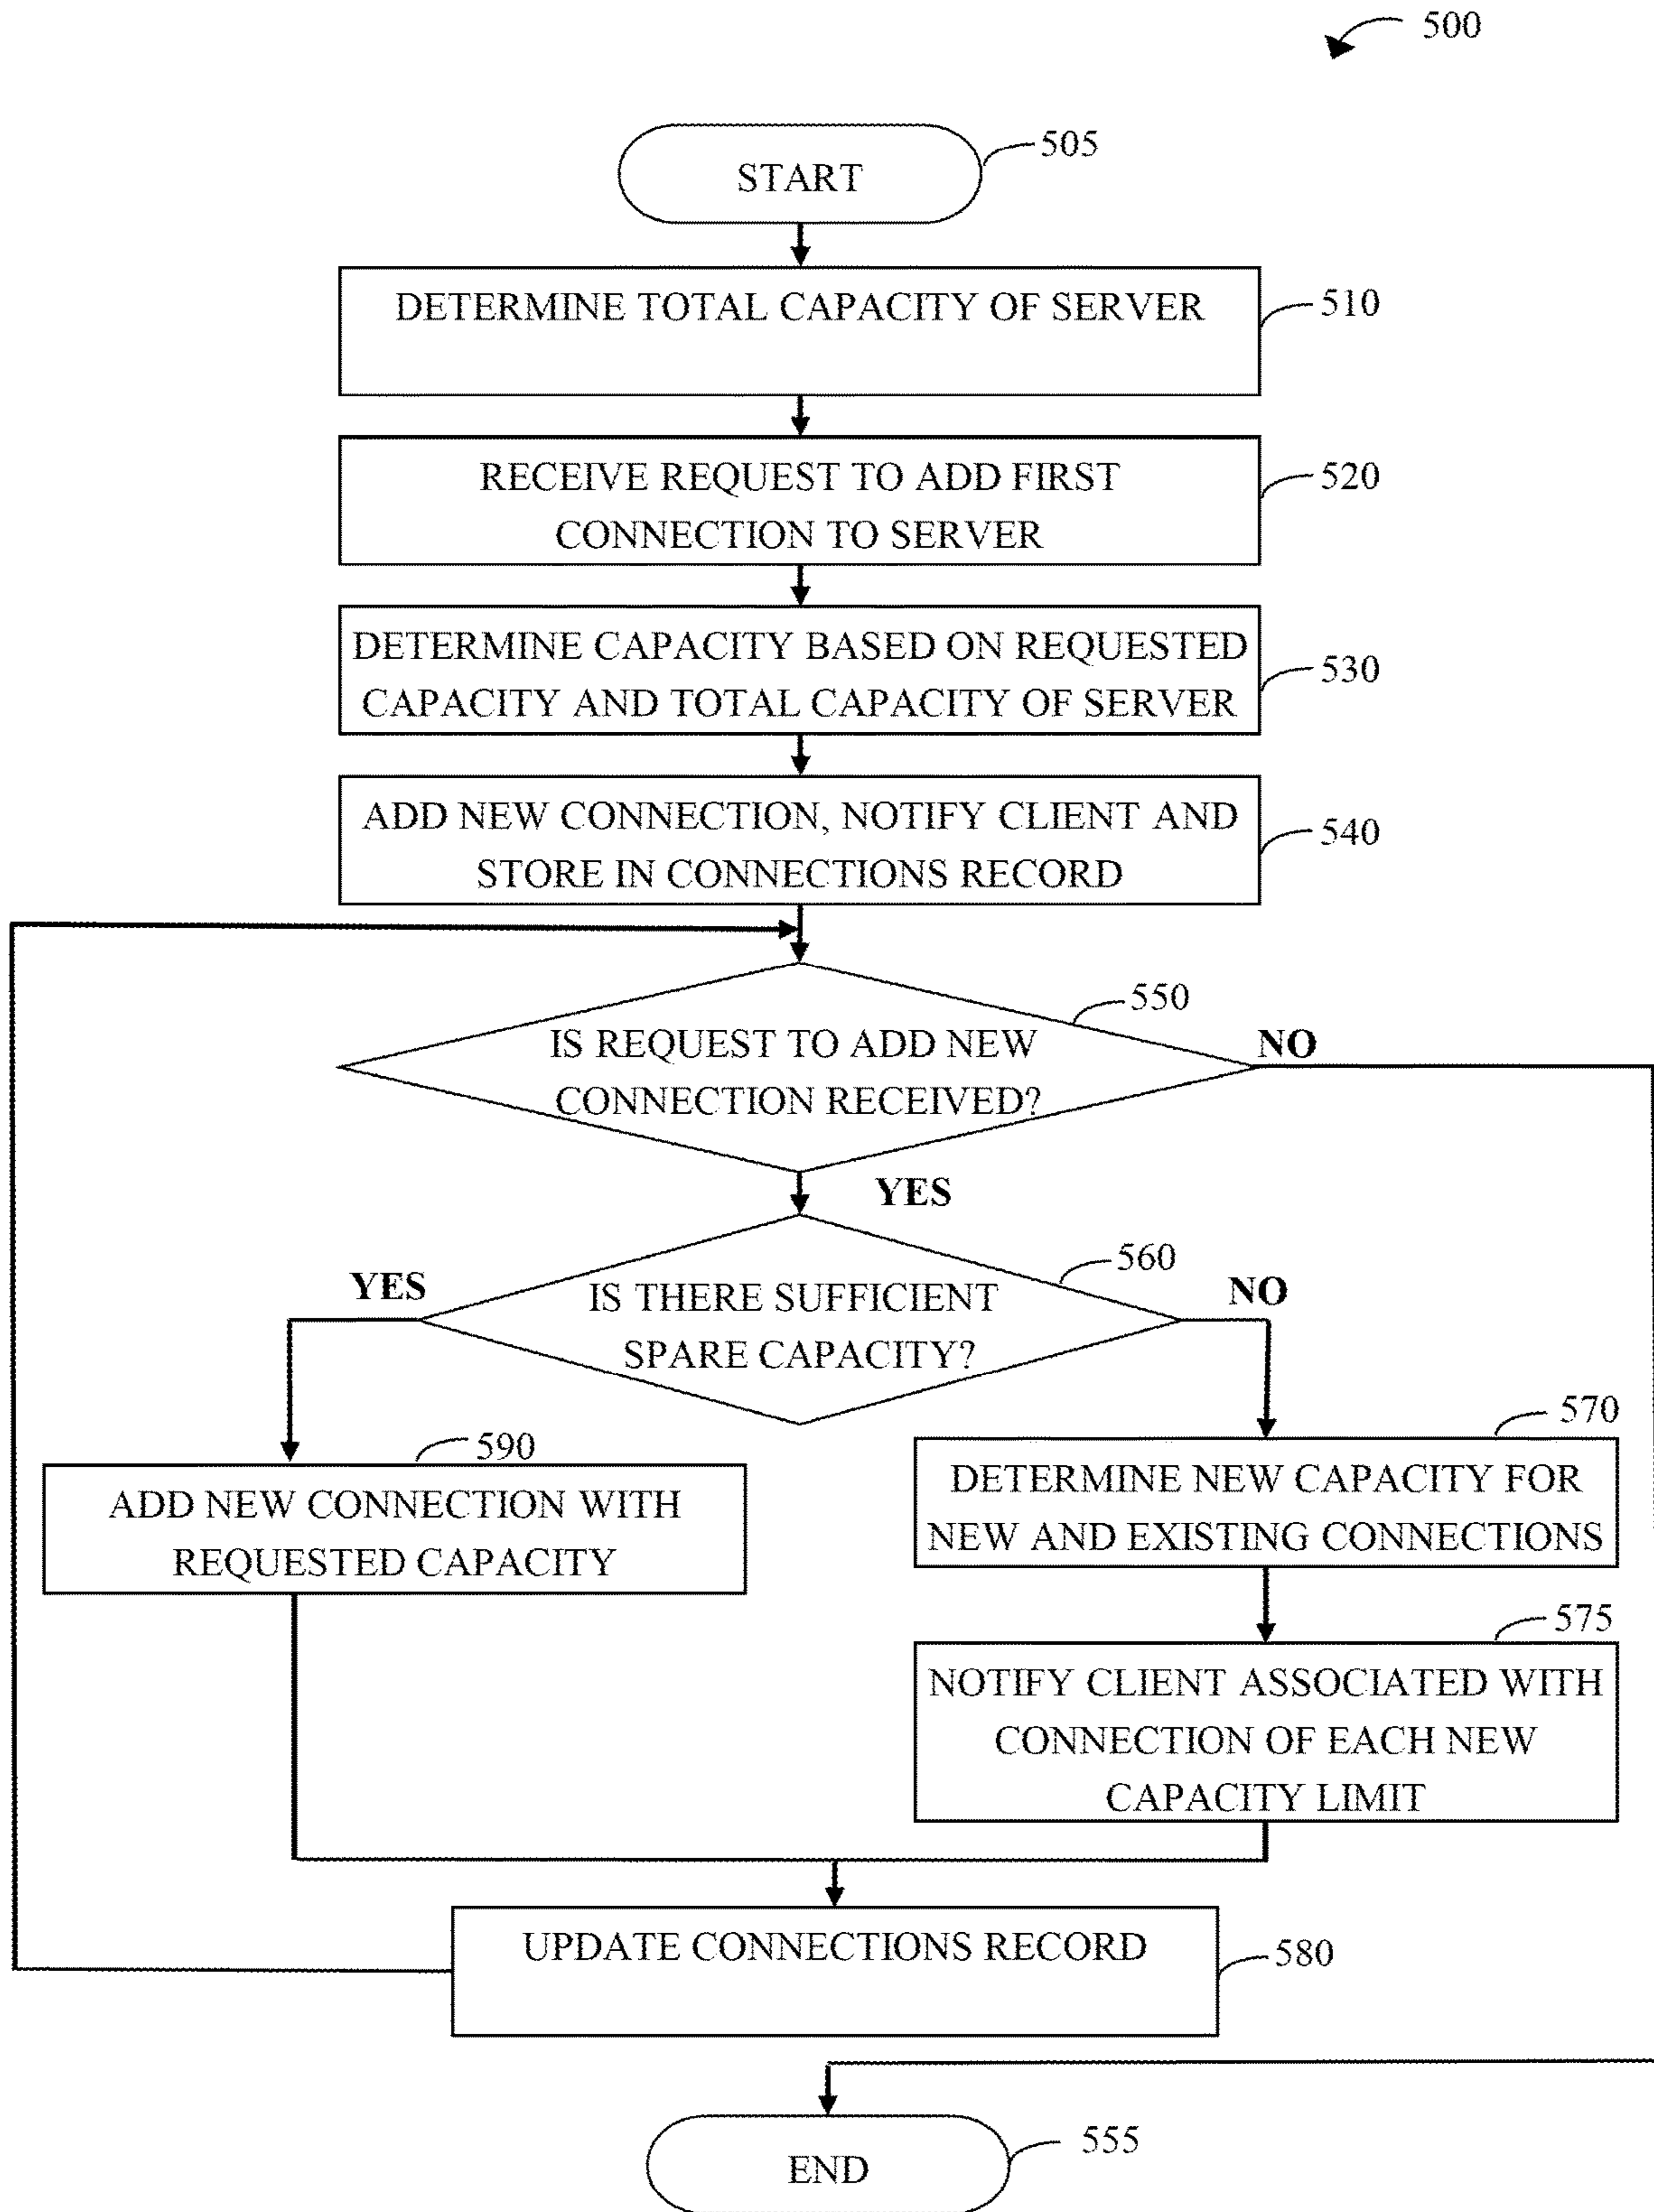 500
START
505
DETERMINE TOTAL CAPACITY OF SERVER
510
RECEIVE REQUEST TO ADD FIRST
CONNECTION TO SERVER
520
DETERMINE CAPACITY BASED ON REQUESTED
CAPACITY AND TOTAL CAPACITY OF SERVER
530
ADD NEW CONNECTION, NOTIFY CLIENT AND
STORE IN CONNECTIONS RECORD
540
550
IS REQUEST TO ADD NEW
CONNECTION RECEIVED?
NO
YES
560
IS THERE SUFFICIENT
SPARE CAPACITY?
YES
NO
590
ADD NEW CONNECTION WITH
REQUESTED CAPACITY
570
DETERMINE NEW CAPACITY FOR
NEW AND EXISTING CONNECTIONS
575
NOTIFY CLIENT ASSOCIATED WITH
CONNECTION OF EACH NEW
CAPACITY LIMIT
UPDATE CONNECTIONS RECORD
580
END
555